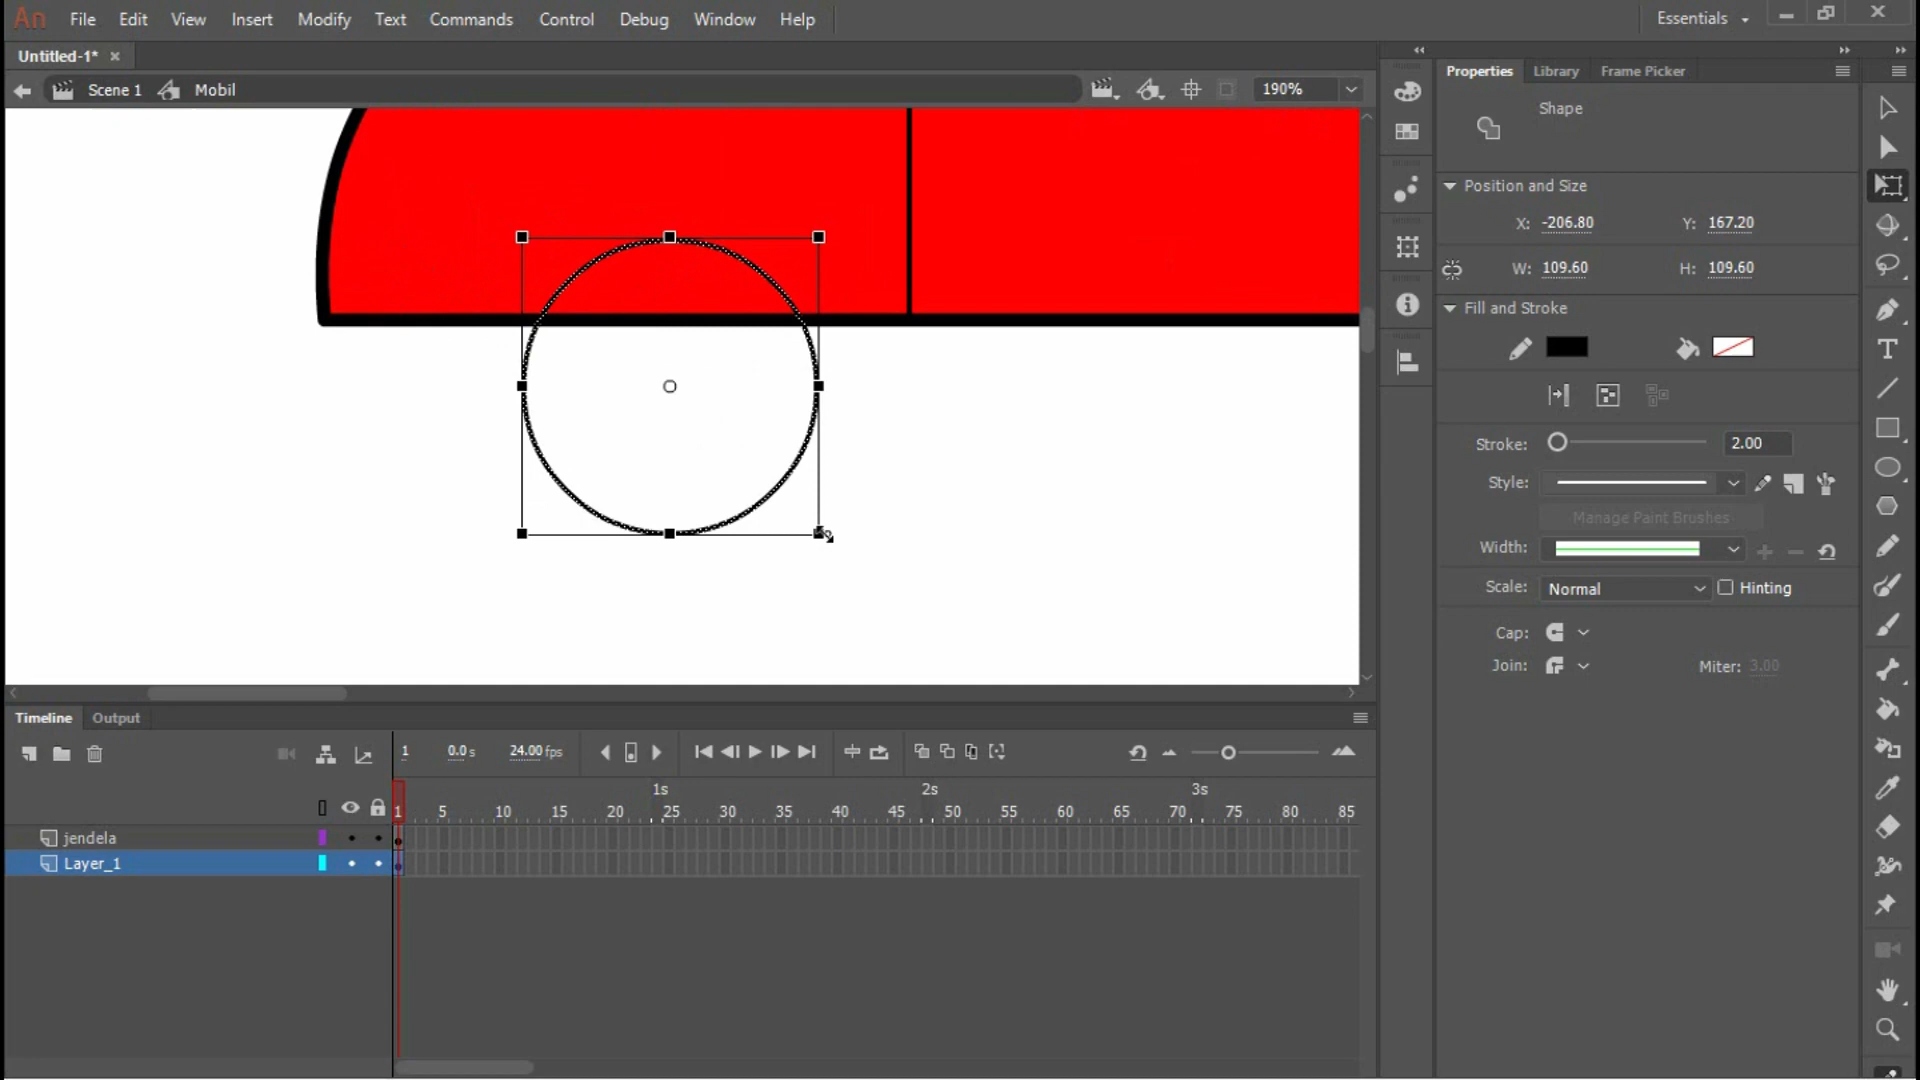 An File Edit View Insert Modify Text Commands Control Debug Window Help Essentials
Untitled-1*
Scene 1 Mobil 190%
Properties Library Frame Picker
Shape
Position and Size
X: -206.80 Y: 167.20
W: 109.60 H: 109.60
Fill and Stroke
Stroke: 2.00
Style:
Manage Paint Brushes
Width:
Scale: Normal Hinting
Cap:
Join: Miter: 3.00
Timeline Output
1 0.0 s 24.00 fps
1s 2s 3s
1 5 10 15 20 25 30 35 40 45 50 55 60 65 70 75 80 85
jendela
Layer_1